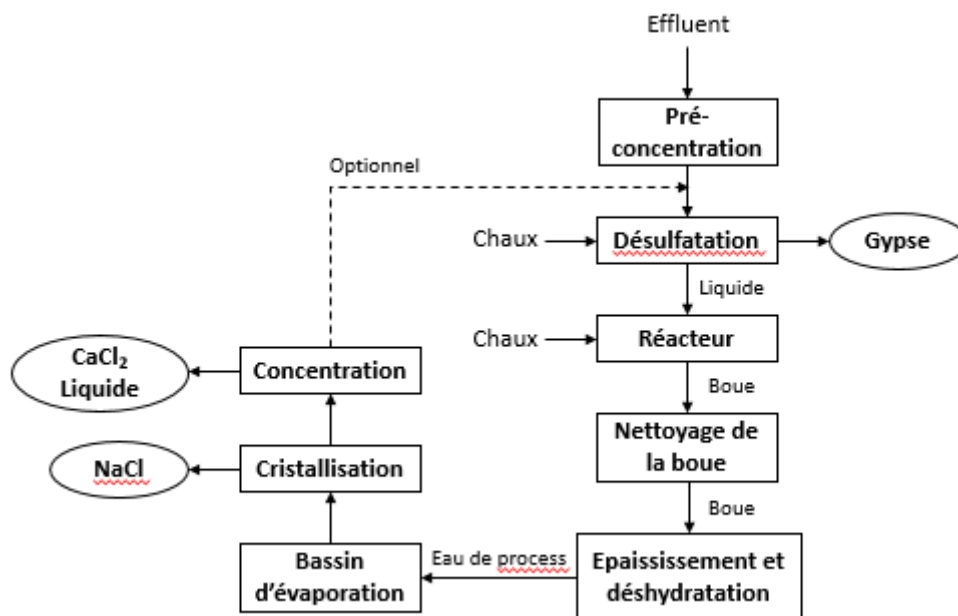 Effluent
Pré-
concentration
Optionnel
Chaux
Désulfatation
Gypse
Liquide
Chaux
Réacteur
CaCl₂
Liquide
Concentration
Boue
Nettoyage de
la boue
NaCl
Cristallisation
Boue
Bassin
d'évaporation
Eau de process
Epaississement et
déshydratation